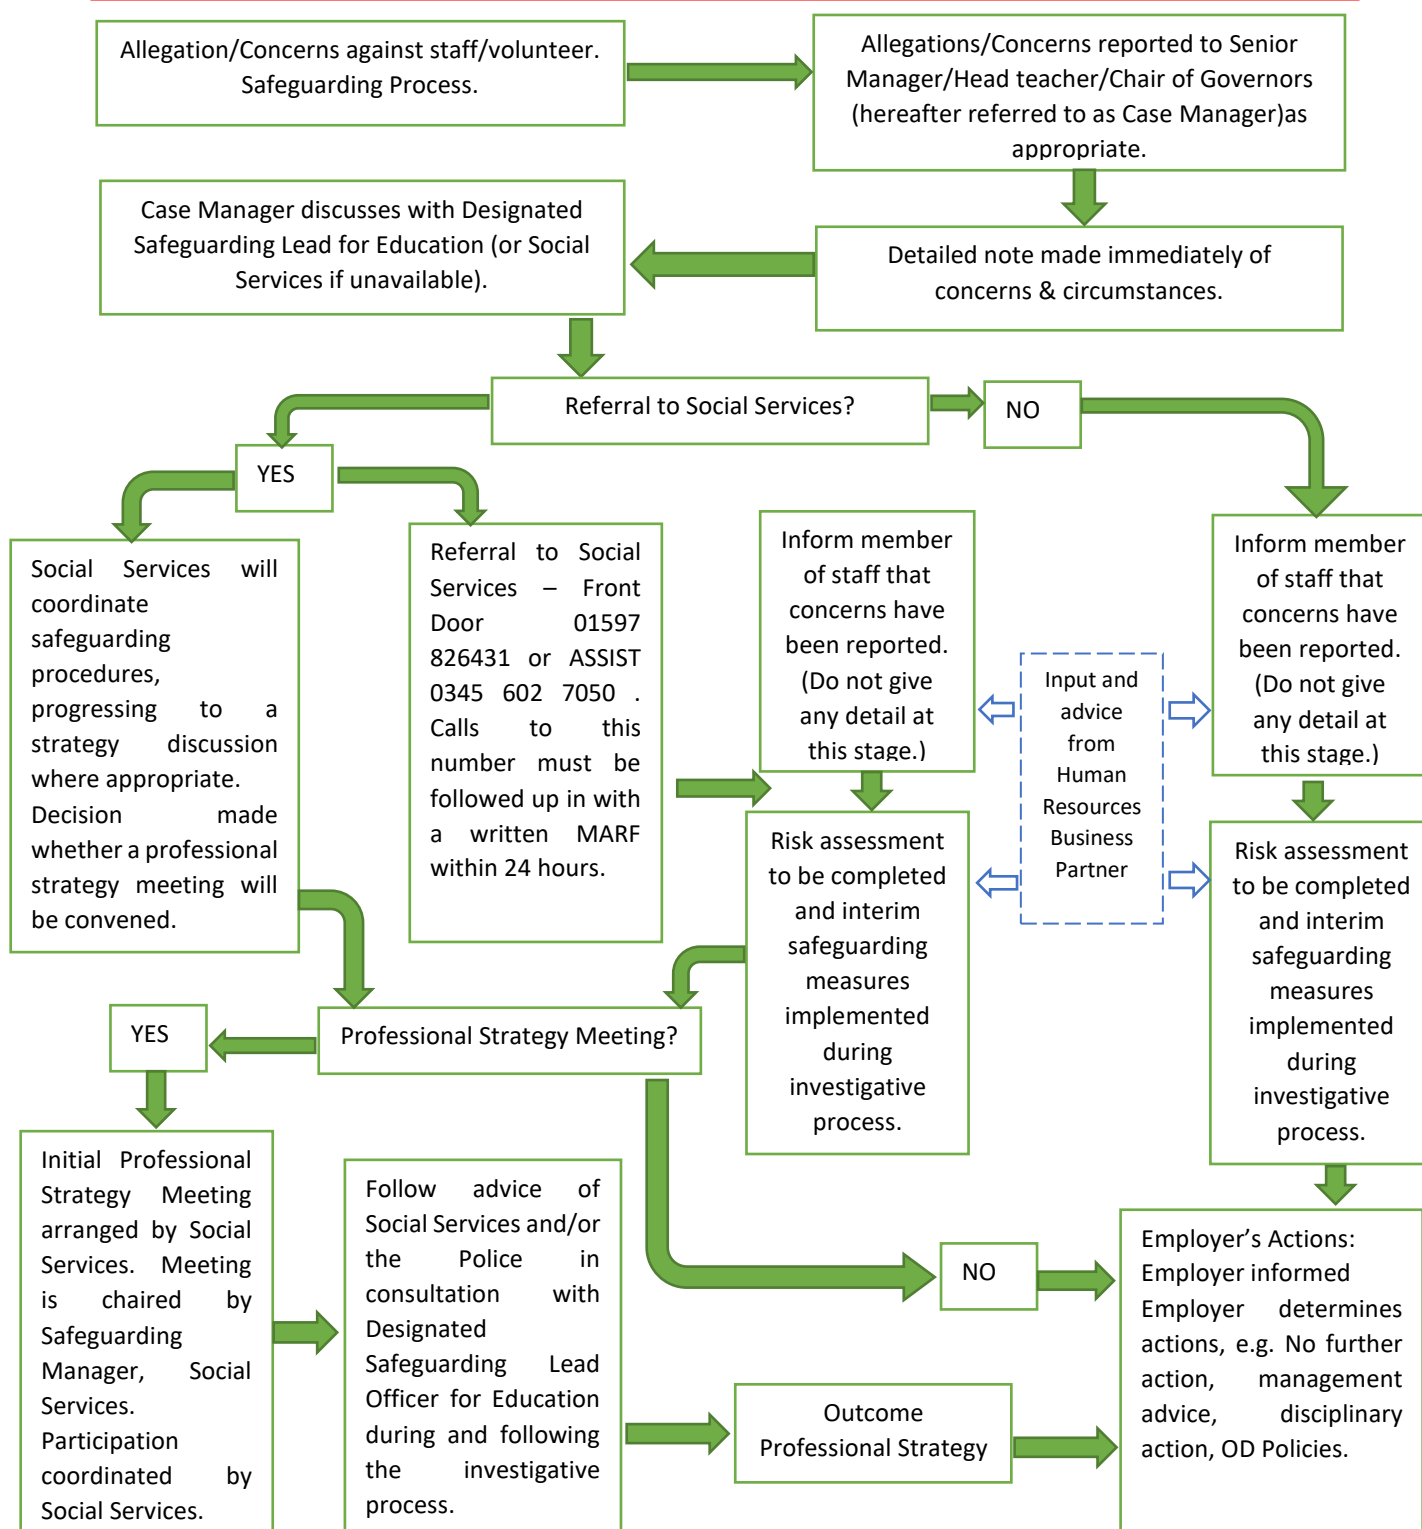 Allegation/Concerns against staff/volunteer.
Safeguarding Process.
Allegations/Concerns reported to Senior
Manager/Head teacher/Chair of Governors
(hereafter referred to as Case Manager)as
appropriate.
Case Manager discusses with Designated
Safeguarding Lead for Education (or Social
Services if unavailable).
Detailed note made immediately of
concerns & circumstances.
Referral to Social Services?
NO
YES
Social Services will
coordinate
safeguarding
procedures,
progressing to a
strategy discussion
where appropriate.
Decision made
whether a professional
strategy meeting will
be convened.
Referral to Social
Services – Front
Door 01597
826431 or ASSIST
0345 602 7050 .
Calls to this
number must be
followed up in with
a written MARF
within 24 hours.
Inform member
of staff that
concerns have
been reported.
(Do not give
any detail at
this stage.)
Input and
advice
from
Human
Resources
Business
Partner
Inform member
of staff that
concerns have
been reported.
(Do not give
any detail at
this stage.)
Risk assessment
to be completed
and interim
safeguarding
measures
implemented
during
investigative
process.
Risk assessment
to be completed
and interim
safeguarding
measures
implemented
during
investigative
process.
YES
Professional Strategy Meeting?
Initial Professional
Strategy Meeting
arranged by Social
Services. Meeting
is chaired by
Safeguarding
Manager, Social
Services.
Participation
coordinated by
Social Services.
Follow advice of
Social Services and/or
the Police in
consultation with
Designated
Safeguarding Lead
Officer for Education
during and following
the investigative
process.
NO
Outcome
Professional Strategy
Employer’s Actions:
Employer informed
Employer determines
actions, e.g. No further
action, management
advice, disciplinary
action, OD Policies.